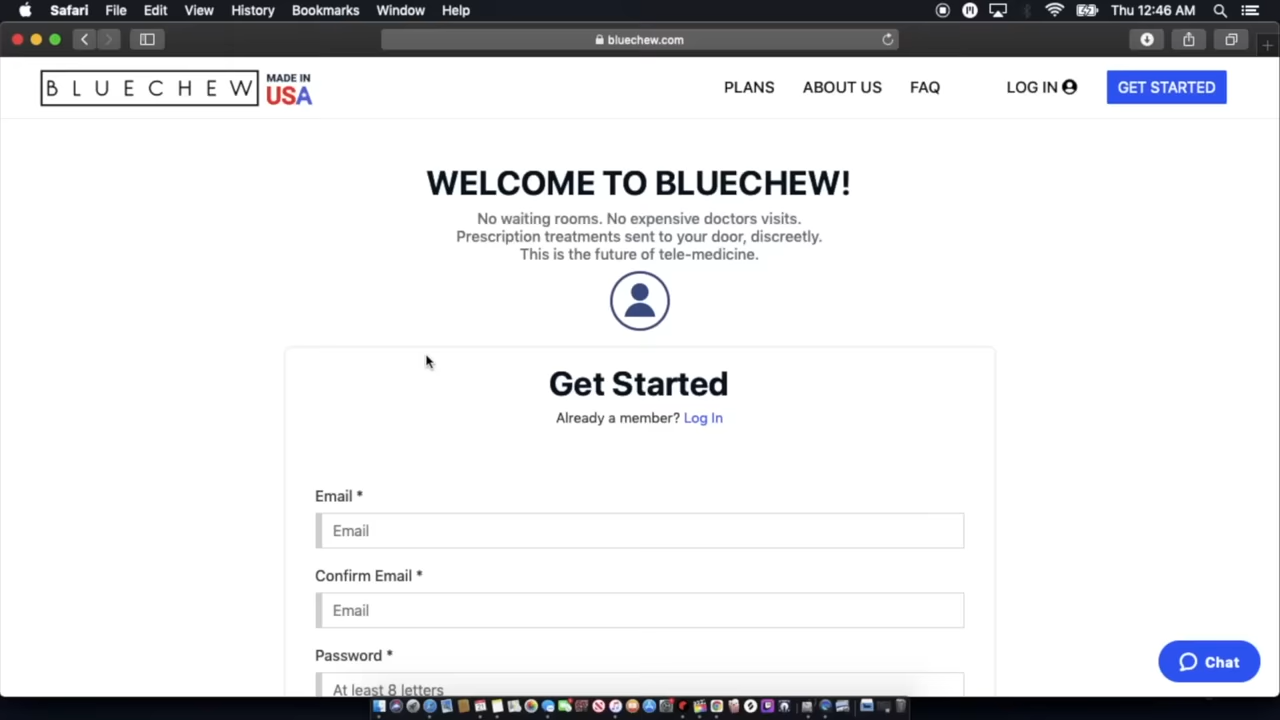 Safari File Edit View History Bookmarks Window Help Thu 12:46 AM
bluechew.com
BLUECHEW MADE IN USA PLANS ABOUT US FAQ LOG IN GET STARTED
WELCOME TO BLUECHEW!
No waiting rooms. No expensive doctors visits.
Prescription treatments sent to your door, discreetly.
This is the future of tele-medicine.
Get Started
Already a member? Log In
Email *
Email
Confirm Email *
Email
Password *
At least 8 letters
Chat